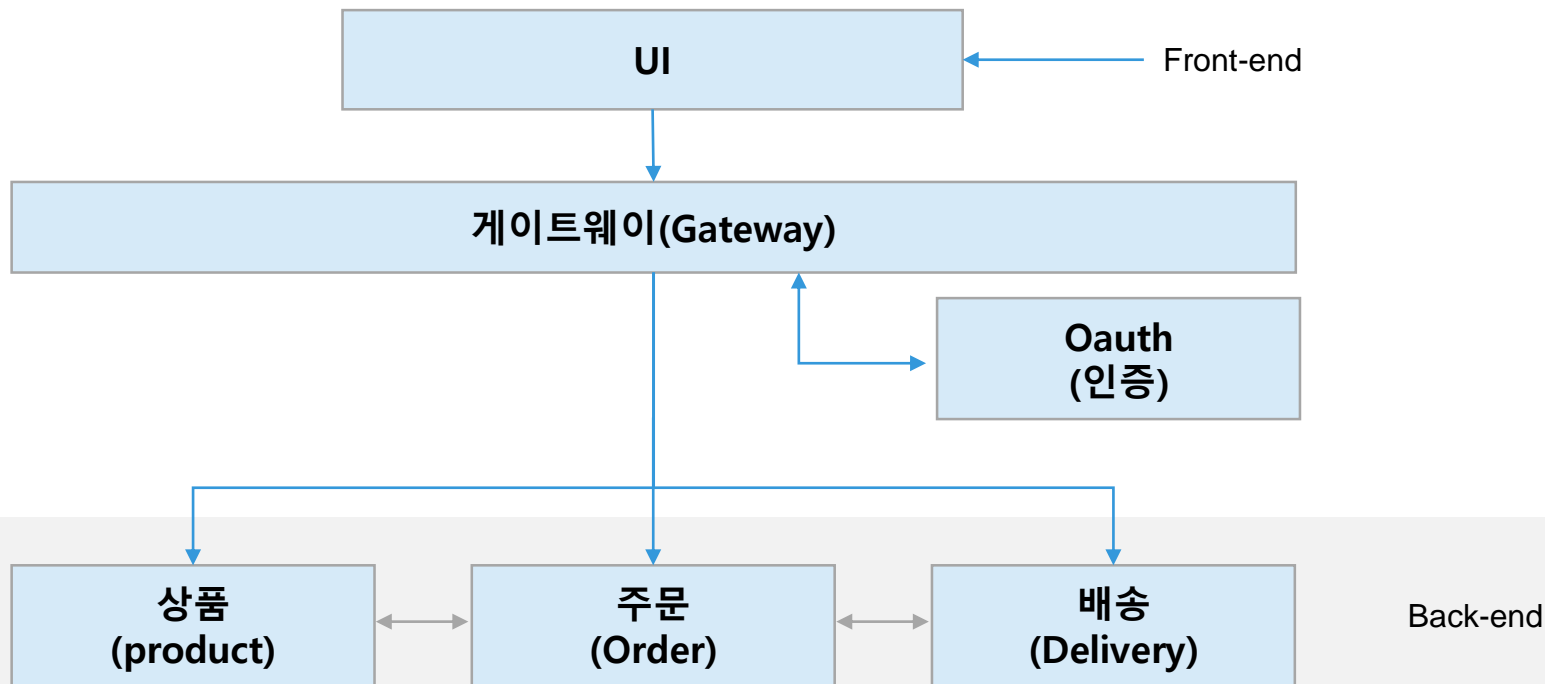 UI
Front-end
게이트웨이(Gateway)
Oauth
(인증)
상품
(product)
주문
(Order)
배송
(Delivery)
Back-end